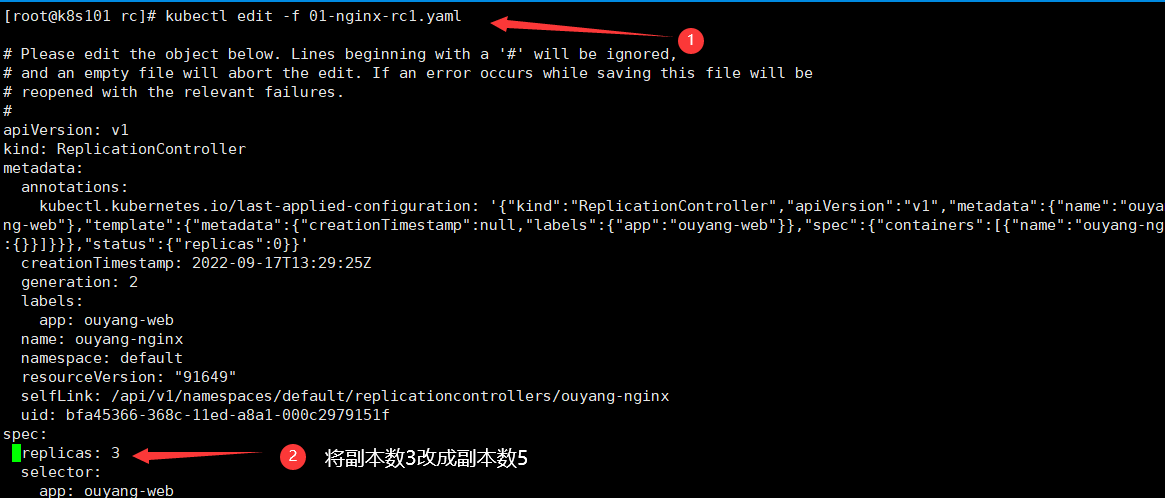 [root@k8s101 rc]# kubectl edit -f 01-nginx-rc1.yaml
1
# Please edit the object below. Lines beginning with a '#' will be ignored,
# and an empty file will abort the edit. If an error occurs while saving this file will be
# reopened with the relevant failures.
#
apiVersion: v1
kind: ReplicationController
metadata:
  annotations:
    kubectl.kubernetes.io/last-applied-configuration: '{"kind":"ReplicationController","apiVersion":"v1","metadata":{"name":"ouya
ng-web"},"template":{"metadata":{"creationTimestamp":null,"labels":{"app":"ouyang-web"}},"spec":{"containers":[{"name":"ouyang-ng
:{}}]}}},"status":{"replicas":0}}'
  creationTimestamp: 2022-09-17T13:29:25Z
  generation: 2
  labels:
    app: ouyang-web
  name: ouyang-nginx
  namespace: default
  resourceVersion: "91649"
  selfLink: /api/v1/namespaces/default/replicationcontrollers/ouyang-nginx
  uid: bfa45366-368c-11ed-a8a1-000c2979151f
spec:
  replicas: 3
2 将副本数3改成副本数5
  selector:
    app: ouyang-web